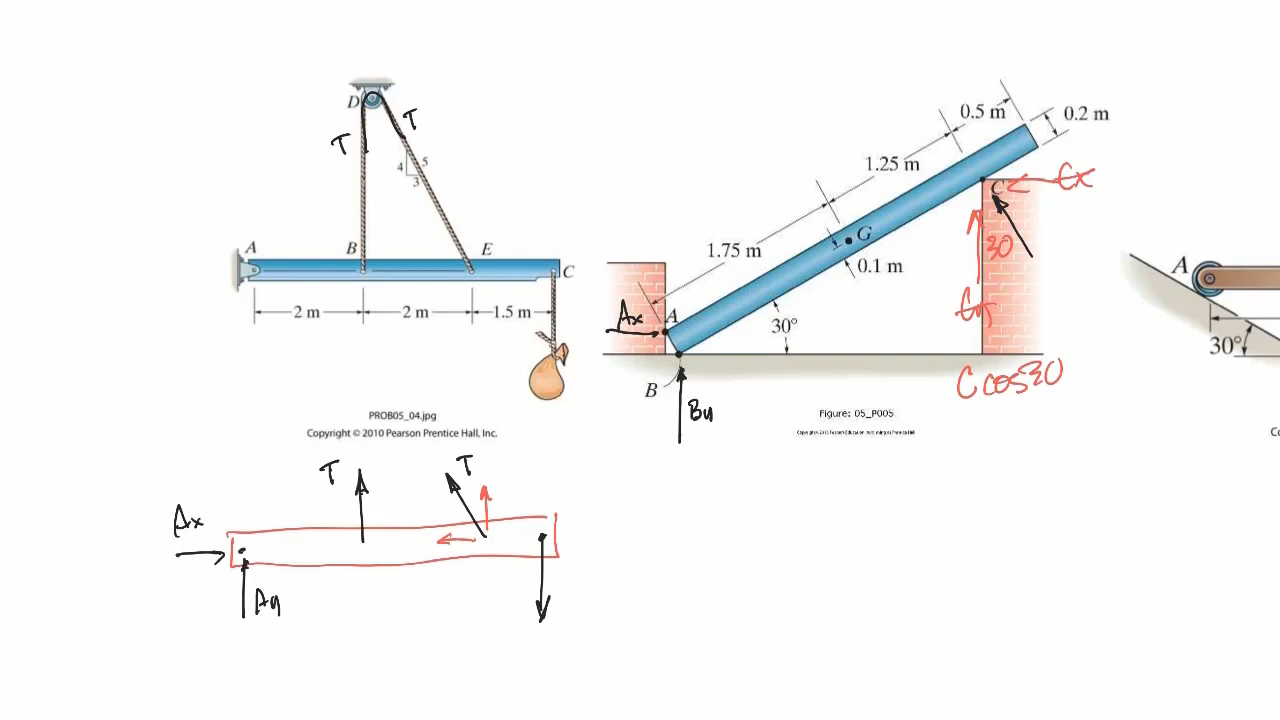 D
T
T
4
5
3
A
B
E
C
2 m
2 m
1.5 m
PROB05_04.jpg
Copyright © 2010 Pearson Prentice Hall, Inc.
T
T
Ax
Ay
0.5 m
0.2 m
1.25 m
1.75 m
G
0.1 m
C
Cx
30
Cy
Ax
A
30°
B
By
C cos30
Figure: 05_P005
A
30°
Co